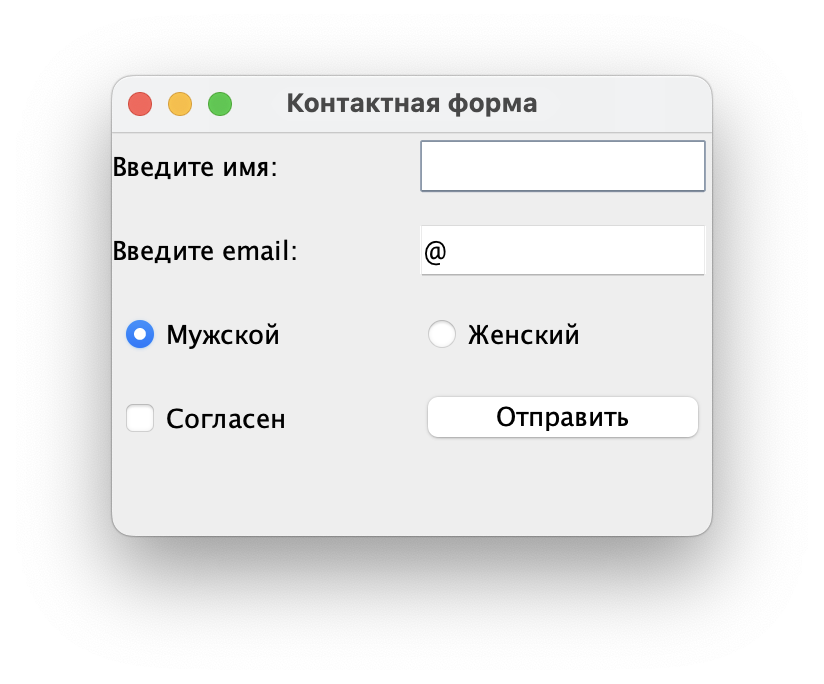 Контактная форма
Введите имя:
Введите email:
@
Мужской
Женский
Согласен
Отправить